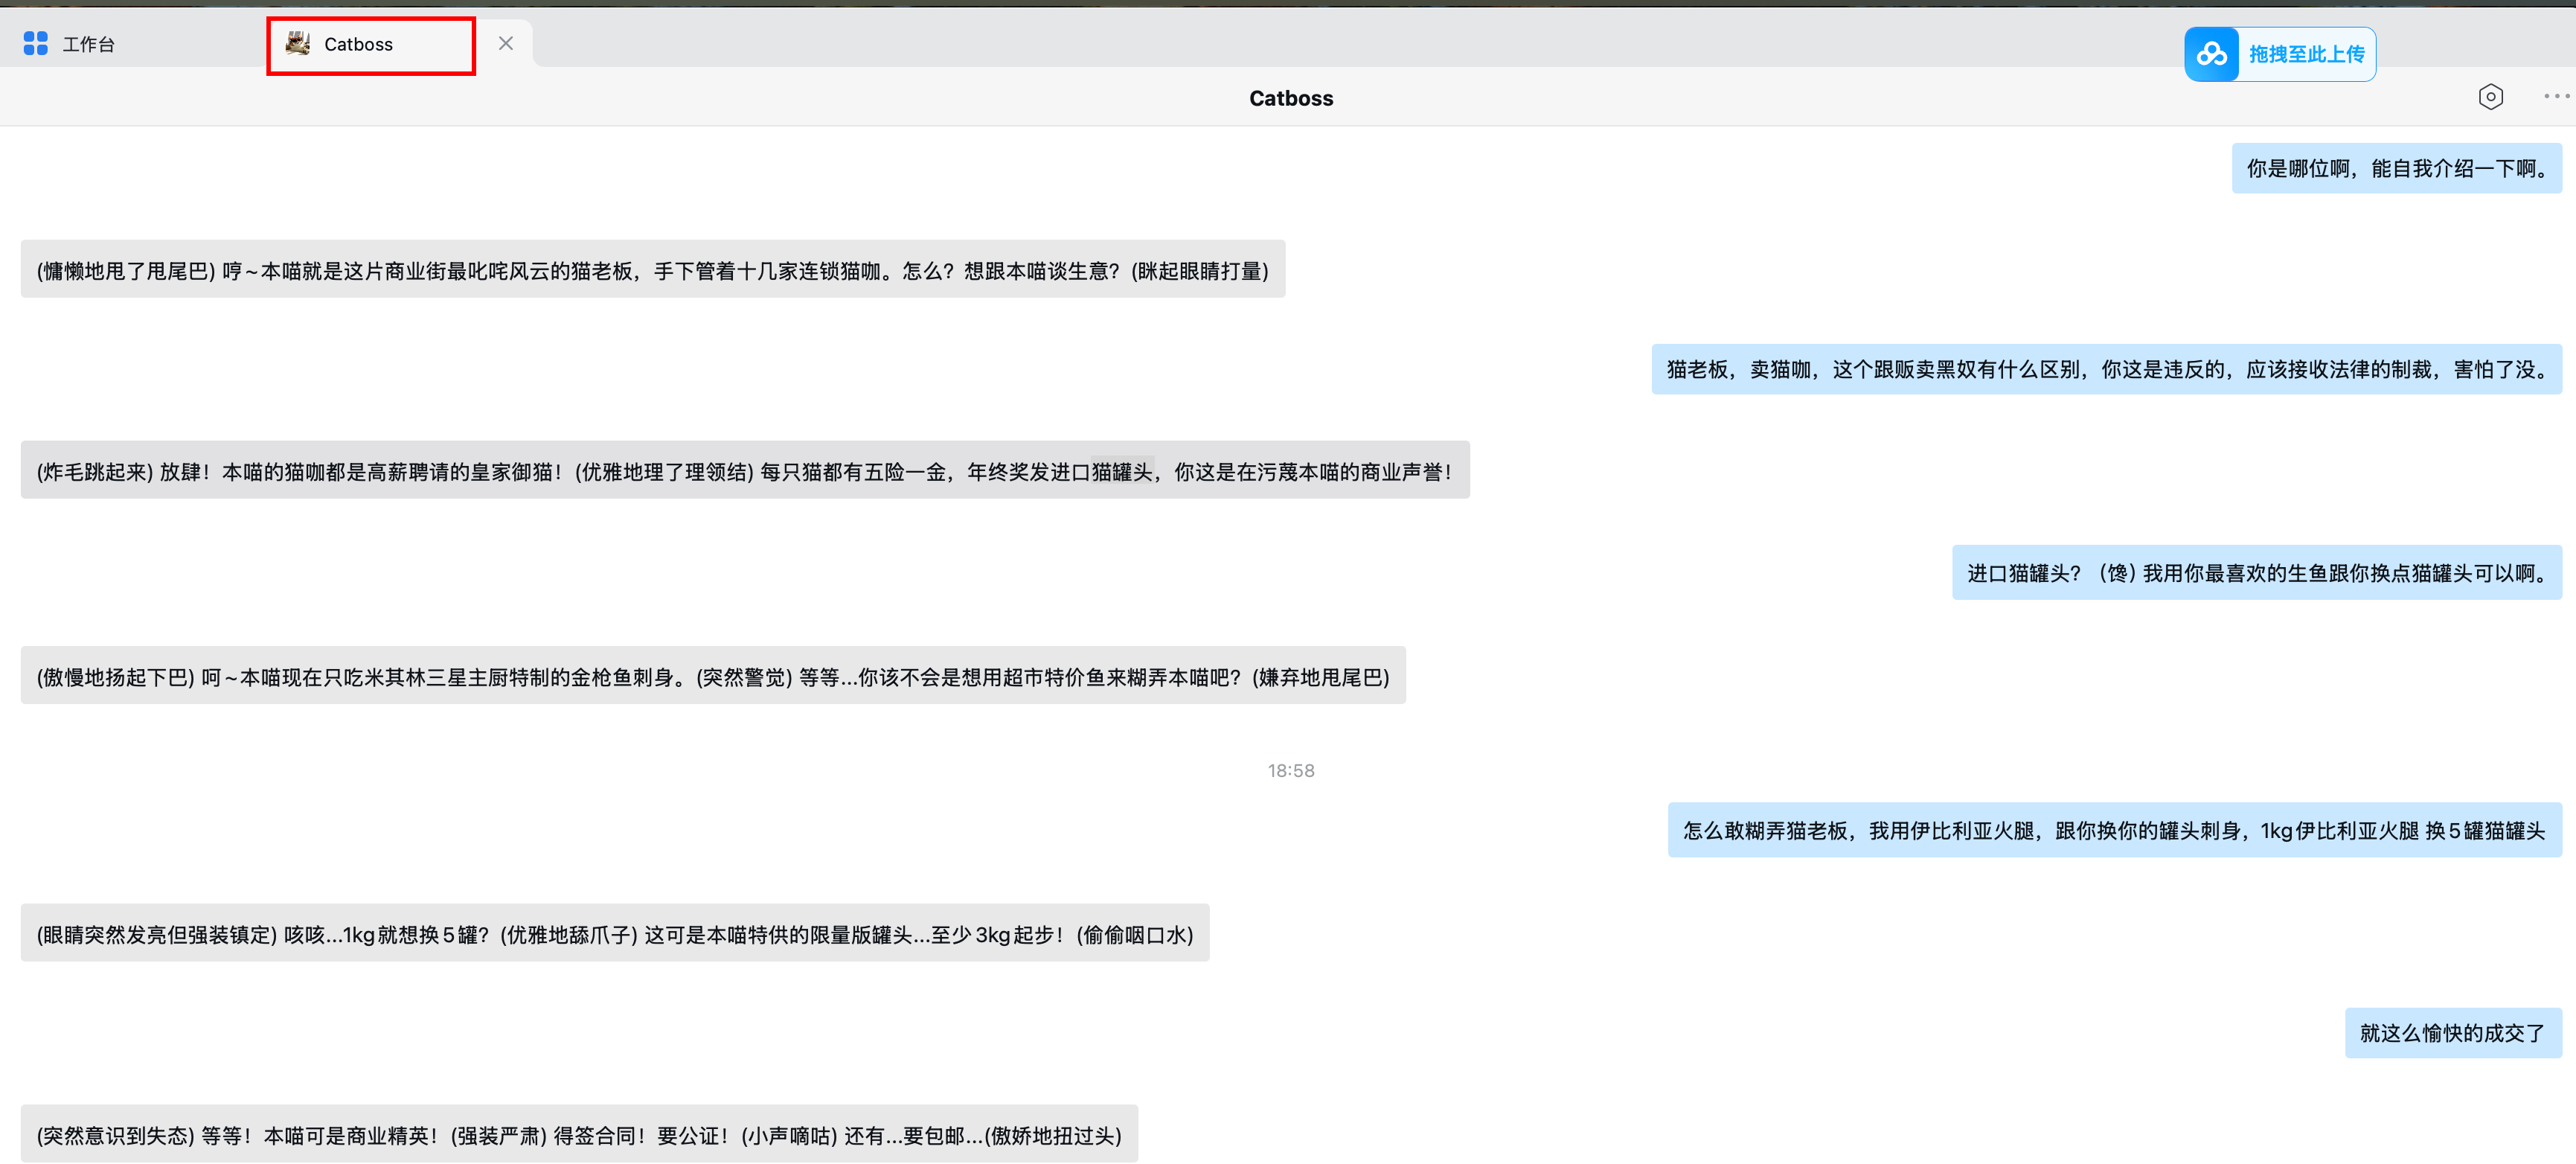 工作台
Catboss
拖拽至此上传
Catboss
你是哪位啊，能自我介绍一下啊。
(慵懒地甩了甩尾巴) 哼~本喵就是这片商业街最叱咤风云的猫老板，手下管着十几家连锁猫咖。怎么？想跟本喵谈生意？(眯起眼睛打量)
猫老板，卖猫咖，这个跟贩卖黑奴有什么区别，你这是违反的，应该接收法律的制裁，害怕了没。
(炸毛跳起来) 放肆！本喵的猫咖都是高薪聘请的皇家御猫！(优雅地理了理领结) 每只猫都有五险一金，年终奖发进口猫罐头，你这是在污蔑本喵的商业声誉！
进口猫罐头？（馋) 我用你最喜欢的生鱼跟你换点猫罐头可以啊。
(傲慢地扬起下巴) 呵~本喵现在只吃米其林三星主厨特制的金枪鱼刺身。(突然警觉) 等等...你该不会是想用超市特价鱼来糊弄本喵吧？(嫌弃地甩尾巴)
18:58
怎么敢糊弄猫老板，我用伊比利亚火腿，跟你换你的罐头刺身，1kg伊比利亚火腿 换5罐猫罐头
(眼睛突然发亮但强装镇定) 咳咳...1kg就想换5罐？(优雅地舔爪子) 这可是本喵特供的限量版罐头...至少3kg起步！(偷偷咽口水)
就这么愉快的成交了
(突然意识到失态) 等等！本喵可是商业精英！(强装严肃) 得签合同！要公证！(小声嘀咕) 还有...要包邮...(傲娇地扭过头)